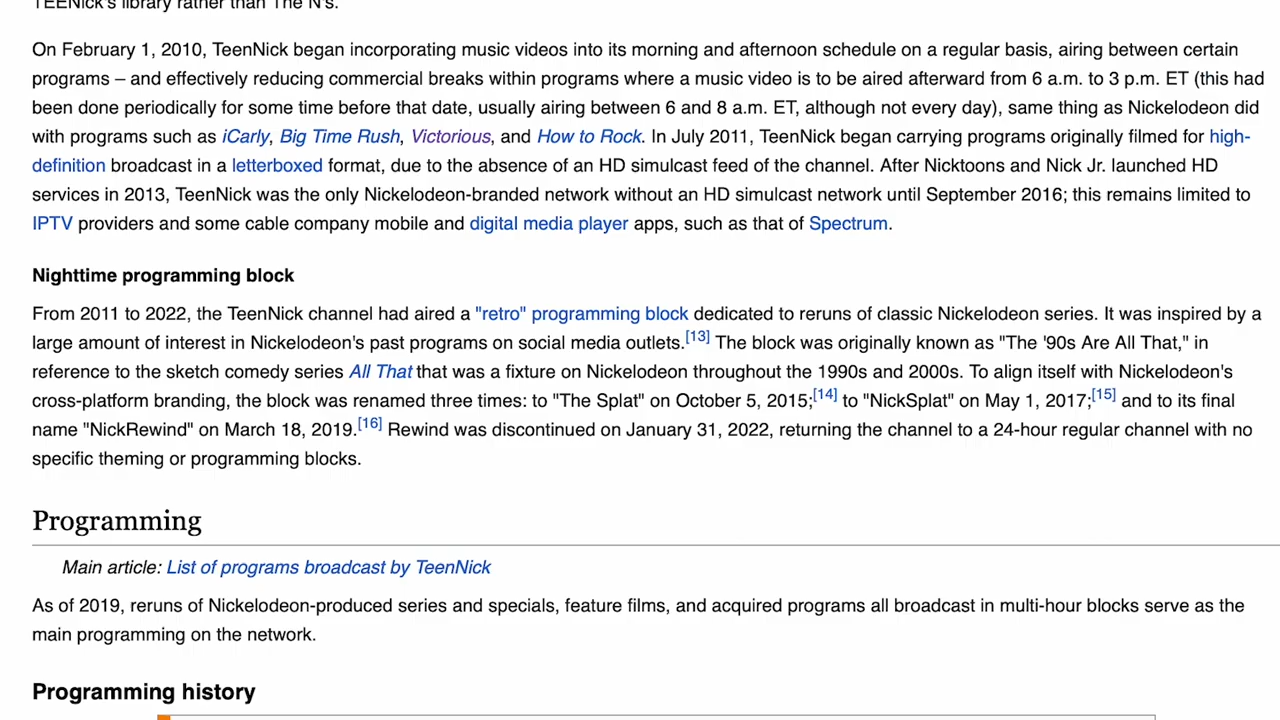 TEENick's library rather than The N's.
On February 1, 2010, TeenNick began incorporating music videos into its morning and afternoon schedule on a regular basis, airing between certain
programs – and effectively reducing commercial breaks within programs where a music video is to be aired afterward from 6 a.m. to 3 p.m. ET (this had
been done periodically for some time before that date, usually airing between 6 and 8 a.m. ET, although not every day), same thing as Nickelodeon did
with programs such as iCarly, Big Time Rush, Victorious, and How to Rock. In July 2011, TeenNick began carrying programs originally filmed for high-
definition broadcast in a letterboxed format, due to the absence of an HD simulcast feed of the channel. After Nicktoons and Nick Jr. launched HD
services in 2013, TeenNick was the only Nickelodeon-branded network without an HD simulcast network until September 2016; this remains limited to
IPTV providers and some cable company mobile and digital media player apps, such as that of Spectrum.
Nighttime programming block
From 2011 to 2022, the TeenNick channel had aired a "retro" programming block dedicated to reruns of classic Nickelodeon series. It was inspired by a
large amount of interest in Nickelodeon's past programs on social media outlets.[13] The block was originally known as "The '90s Are All That," in
reference to the sketch comedy series All That that was a fixture on Nickelodeon throughout the 1990s and 2000s. To align itself with Nickelodeon's
cross-platform branding, the block was renamed three times: to "The Splat" on October 5, 2015;[14] to "NickSplat" on May 1, 2017;[15] and to its final
name "NickRewind" on March 18, 2019.[16] Rewind was discontinued on January 31, 2022, returning the channel to a 24-hour regular channel with no
specific theming or programming blocks.
Programming
Main article: List of programs broadcast by TeenNick
As of 2019, reruns of Nickelodeon-produced series and specials, feature films, and acquired programs all broadcast in multi-hour blocks serve as the
main programming on the network.
Programming history